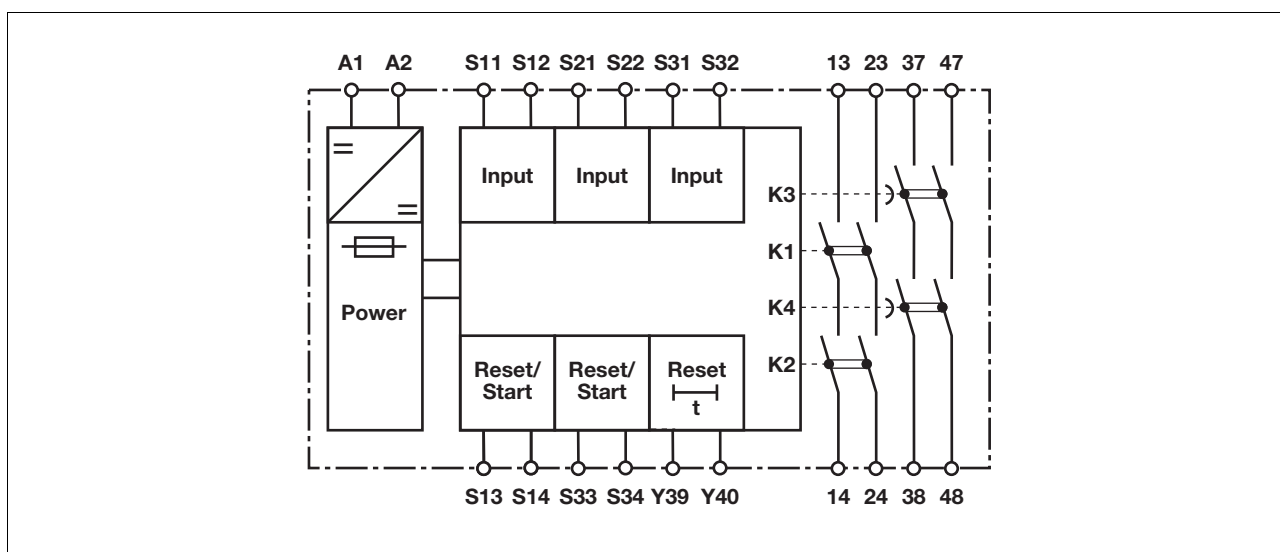 A1 A2 S11 S12 S21 S22 S31 S32 13 23 37 47
Input Input Input
K3
K1
K4
Power
K2
Reset/ Reset/ Reset
Start Start t
S13 S14 S33 S34 Y39 Y40 14 24 38 48